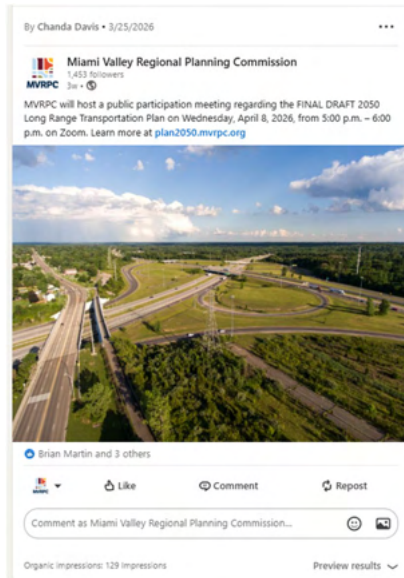 By Chanda Davis • 3/25/2026
Miami Valley Regional Planning Commission
1,453 followers
MVRPC
3w •
MVRPC will host a public participation meeting regarding the FINAL DRAFT 2050
Long Range Transportation Plan on Wednesday, April 8, 2026, from 5:00 p.m. – 6:00
p.m. on Zoom. Learn more at plan2050.mvrpc.org
Brian Martin and 3 others
MVRPC
Like
Comment
Repost
Comment as Miami Valley Regional Planning Commission...
Organic impressions: 129 Impressions
Preview results